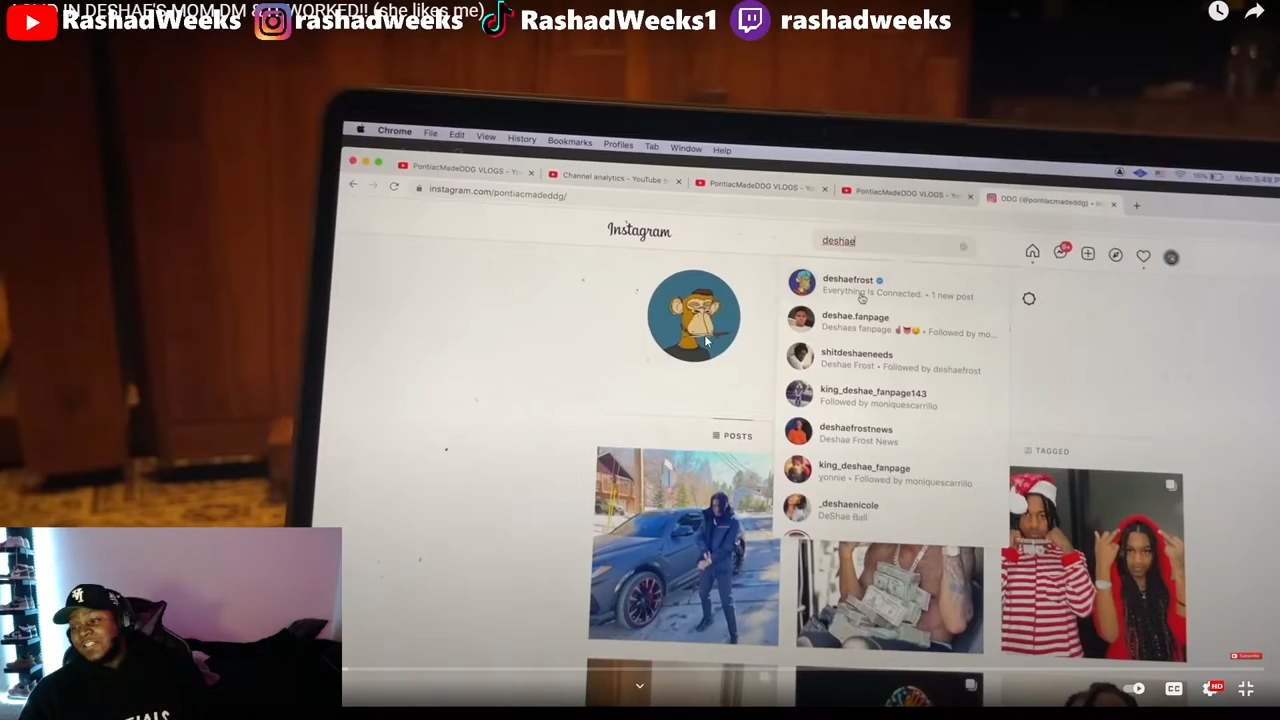 IN DESHAE'S MOM DM & WORKED!! (she likes me)
RashadWeeks rashadweeks RashadWeeks1 rashadweeks
Chrome File Edit View History Bookmarks Profiles Tab Window Help
PontiacMadeDDG VLOGS - Yo
Channel analytics - YouTube S
PontiacMadeDDG VLOGS - Yo
PontiacMadeDDG VLOGS - Yo
DDG (@pontiacmadeddg) •
instagram.com/pontiacmadeddg/
Instagram
deshae
deshaefrost
Everything Is Connected. • 1 new post
deshae.fanpage
Deshaes fanpage • Followed by mo...
shitdeshaeneeds
Deshae Frost • Followed by deshaefrost
king_deshae_fanpage143
Followed by moniquescarrillo
deshaefrostnews
Deshae Frost News
king_deshae_fanpage
yonnie • Followed by moniquescarrillo
_deshaenicole
DeShae Ball
POSTS
TAGGED
Subscribe
CC
HD